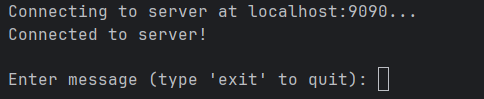 Connecting to server at localhost:9090...
Connected to server!
Enter message (type 'exit' to quit):